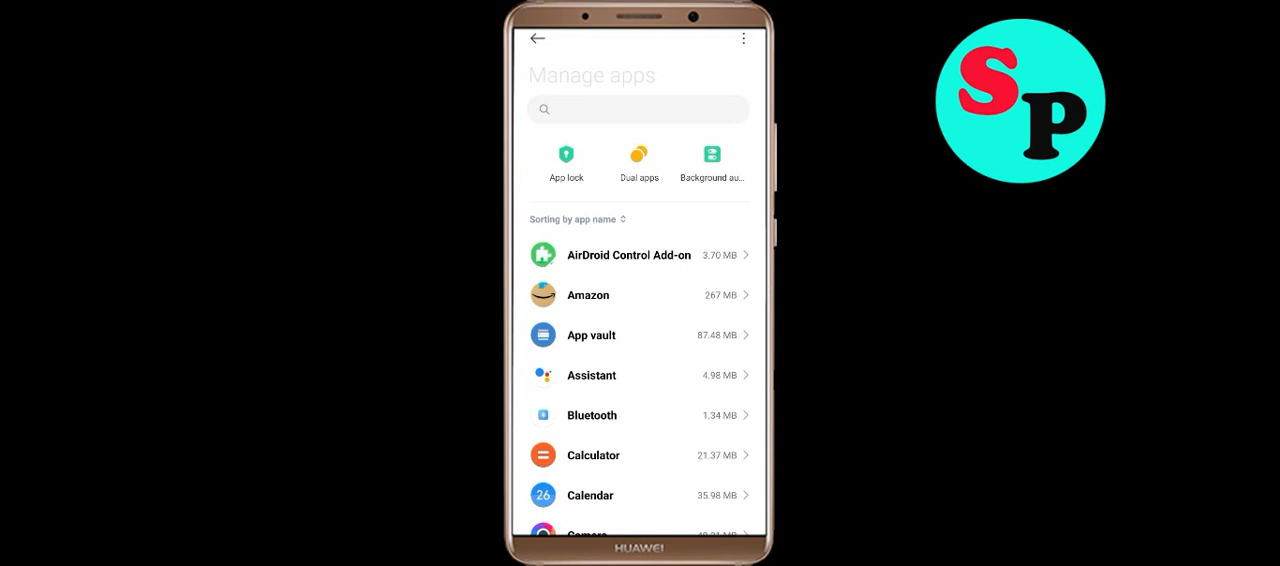 Manage apps
App lock
Dual apps
Background au...
Sorting by app name
AirDroid Control Add-on 3.70 MB
Amazon 267 MB
App vault 87.48 MB
Assistant 4.98 MB
Bluetooth 1.34 MB
Calculator 21.37 MB
26 Calendar 35.98 MB
HUAWEI
SP